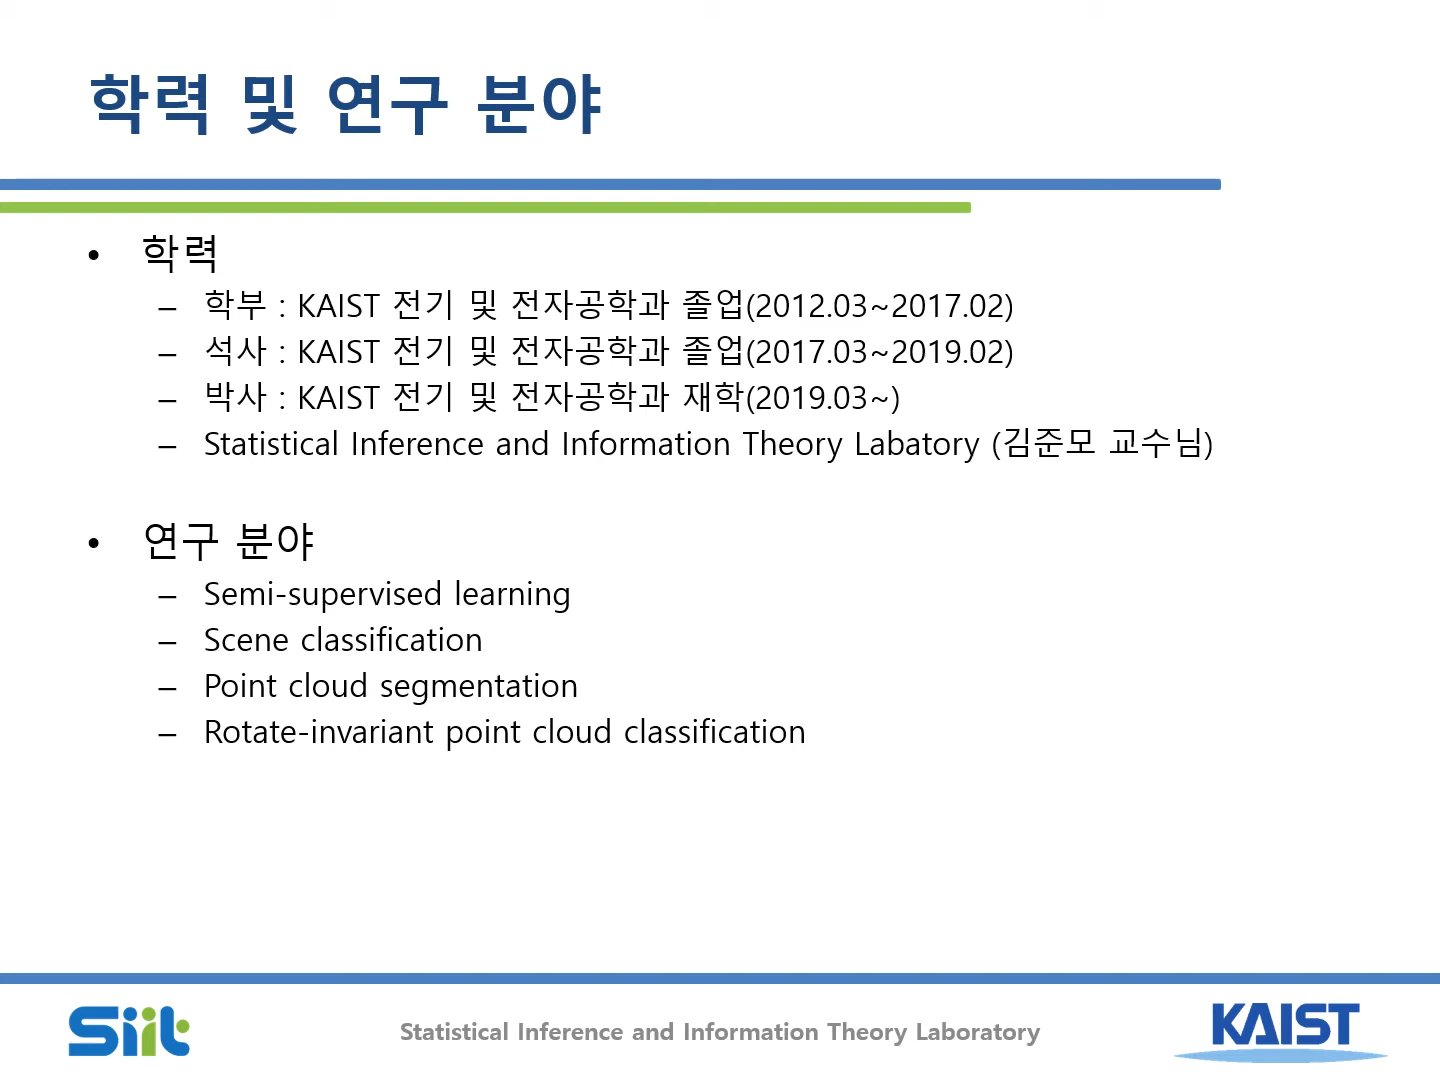 학력 및 연구 분야
• 학력
– 학부 : KAIST 전기 및 전자공학과 졸업(2012.03~2017.02)
– 석사 : KAIST 전기 및 전자공학과 졸업(2017.03~2019.02)
– 박사 : KAIST 전기 및 전자공학과 재학(2019.03~)
– Statistical Inference and Information Theory Labatory (김준모 교수님)
• 연구 분야
– Semi-supervised learning
– Scene classification
– Point cloud segmentation
– Rotate-invariant point cloud classification
Siit
Statistical Inference and Information Theory Laboratory
KAIST